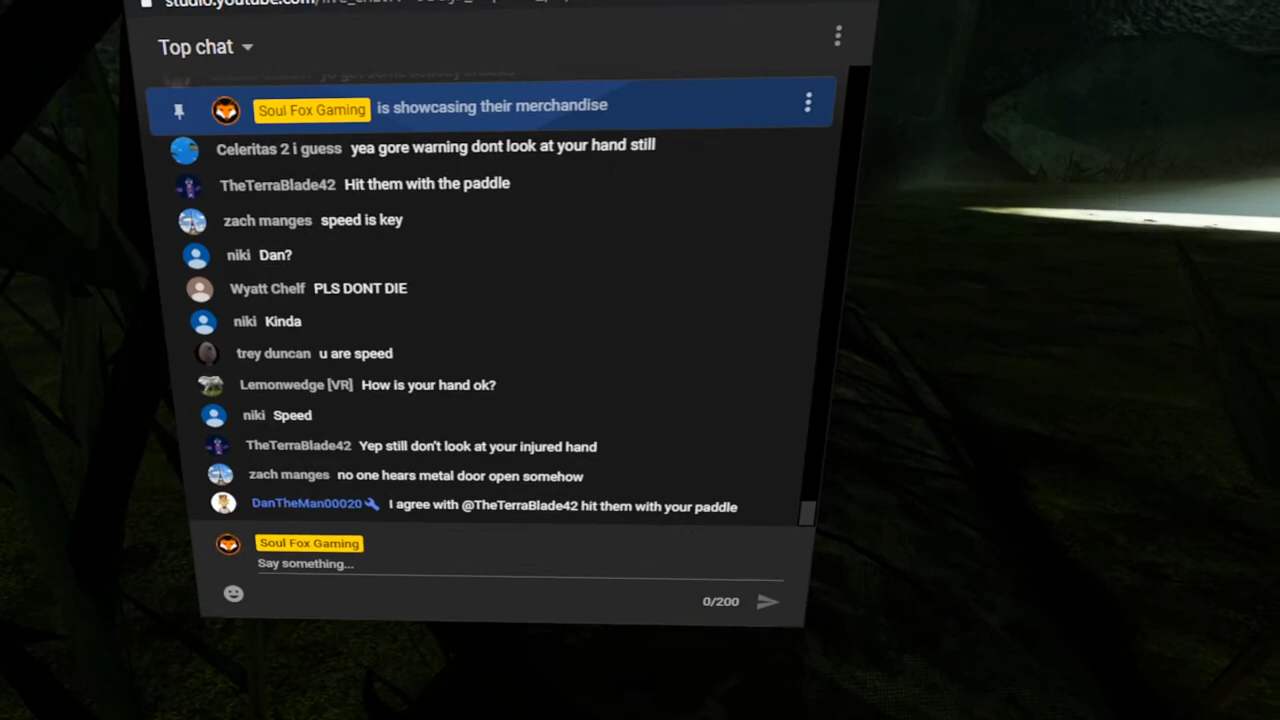 studio.youtube.com/live_chat
Top chat
Soul Fox Gaming is showcasing their merchandise
Celeritas 2 i guess yea gore warning dont look at your hand still
TheTerraBlade42 Hit them with the paddle
zach manges speed is key
niki Dan?
Wyatt Chelf PLS DONT DIE
niki Kinda
trey duncan u are speed
Lemonwedge [VR] How is your hand ok?
niki Speed
TheTerraBlade42 Yep still don't look at your injured hand
zach manges no one hears metal door open somehow
DanTheMan00020 I agree with @TheTerraBlade42 hit them with your paddle
Soul Fox Gaming
Say something...
0/200